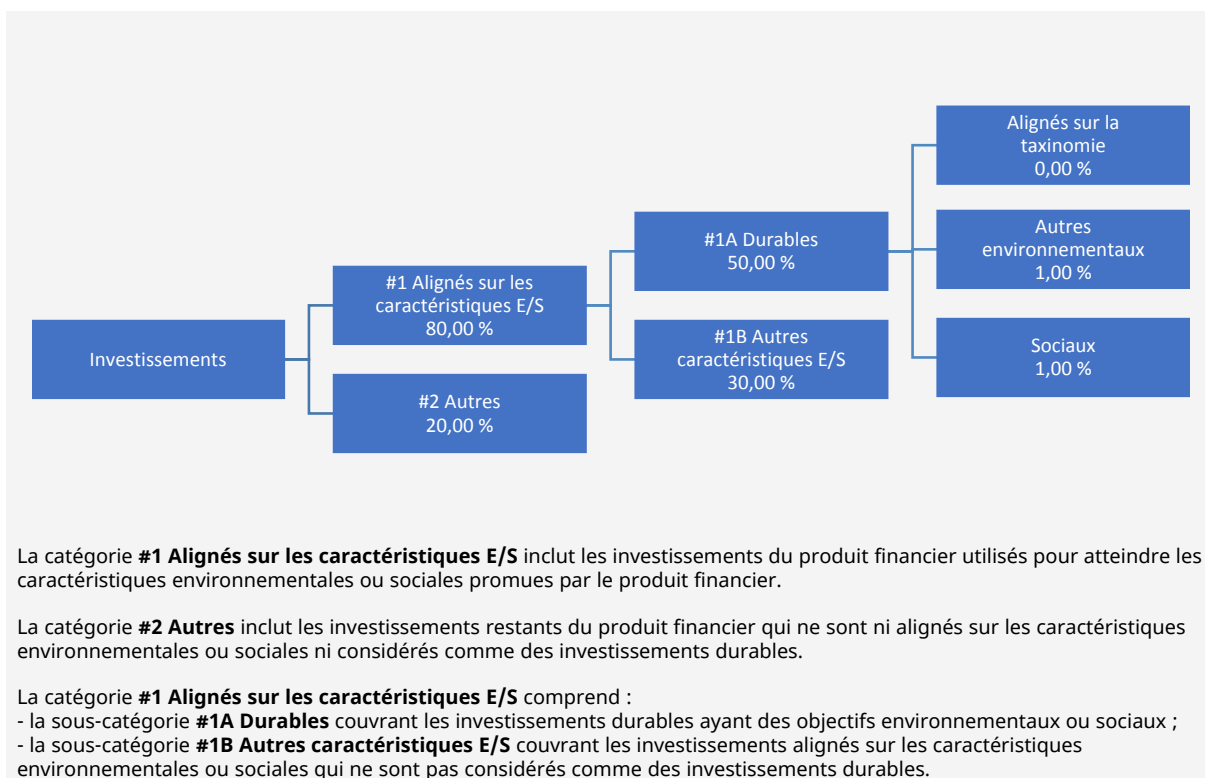 Investissements
#1 Alignés sur les
caractéristiques E/S
80,00 %
#2 Autres
20,00 %
#1A Durables
50,00 %
#1B Autres
caractéristiques E/S
30,00 %
Alignés sur la
taxinomie
0,00 %
Autres
environnementaux
1,00 %
Sociaux
1,00 %
La catégorie #1 Alignés sur les caractéristiques E/S inclut les investissements du produit financier utilisés pour atteindre les
caractéristiques environnementales ou sociales promues par le produit financier.
La catégorie #2 Autres inclut les investissements restants du produit financier qui ne sont ni alignés sur les caractéristiques
environnementales ou sociales ni considérés comme des investissements durables.
La catégorie #1 Alignés sur les caractéristiques E/S comprend :
- la sous-catégorie #1A Durables couvrant les investissements durables ayant des objectifs environnementaux ou sociaux ;
- la sous-catégorie #1B Autres caractéristiques E/S couvrant les investissements alignés sur les caractéristiques
environnementales ou sociales qui ne sont pas considérés comme des investissements durables.